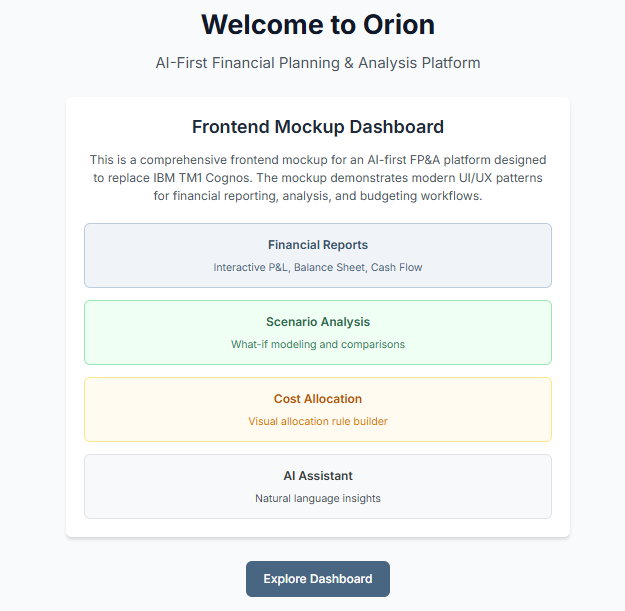 Welcome to Orion
AI-First Financial Planning & Analysis Platform
Frontend Mockup Dashboard
This is a comprehensive frontend mockup for an AI-first FP&A platform designed
to replace IBM TM1 Cognos. The mockup demonstrates modern UI/UX patterns
for financial reporting, analysis, and budgeting workflows.
Financial Reports
Interactive P&L, Balance Sheet, Cash Flow
Scenario Analysis
What-if modeling and comparisons
Cost Allocation
Visual allocation rule builder
AI Assistant
Natural language insights
Explore Dashboard